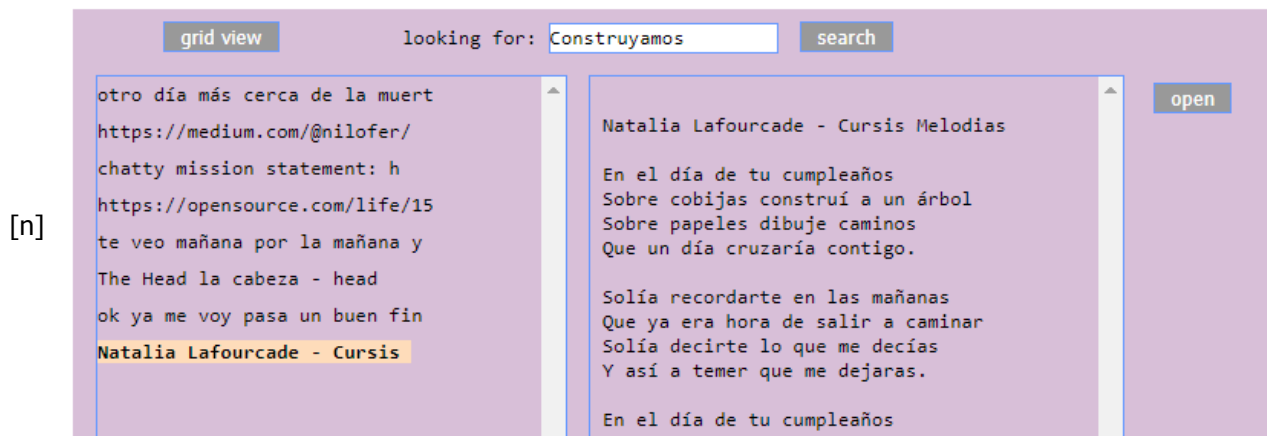 grid view
looking for: Construyamos
search
otro día más cerca de la muert
https://medium.com/@nilofer/
chatty mission statement: h
https://opensource.com/life/15
te veo mañana por la mañana y
The Head la cabeza - head
ok ya me voy pasa un buen fin
Natalia Lafourcade - Cursis
Natalia Lafourcade - Cursis Melodias
En el día de tu cumpleaños
Sobre cobijas construí a un árbol
Sobre papeles dibuje caminos
Que un día cruzaría contigo.
Solía recordarte en las mañanas
Que ya era hora de salir a caminar
Solía decirte lo que me decías
Y así a temer que me dejaras.
En el día de tu cumpleaños
open
[n]